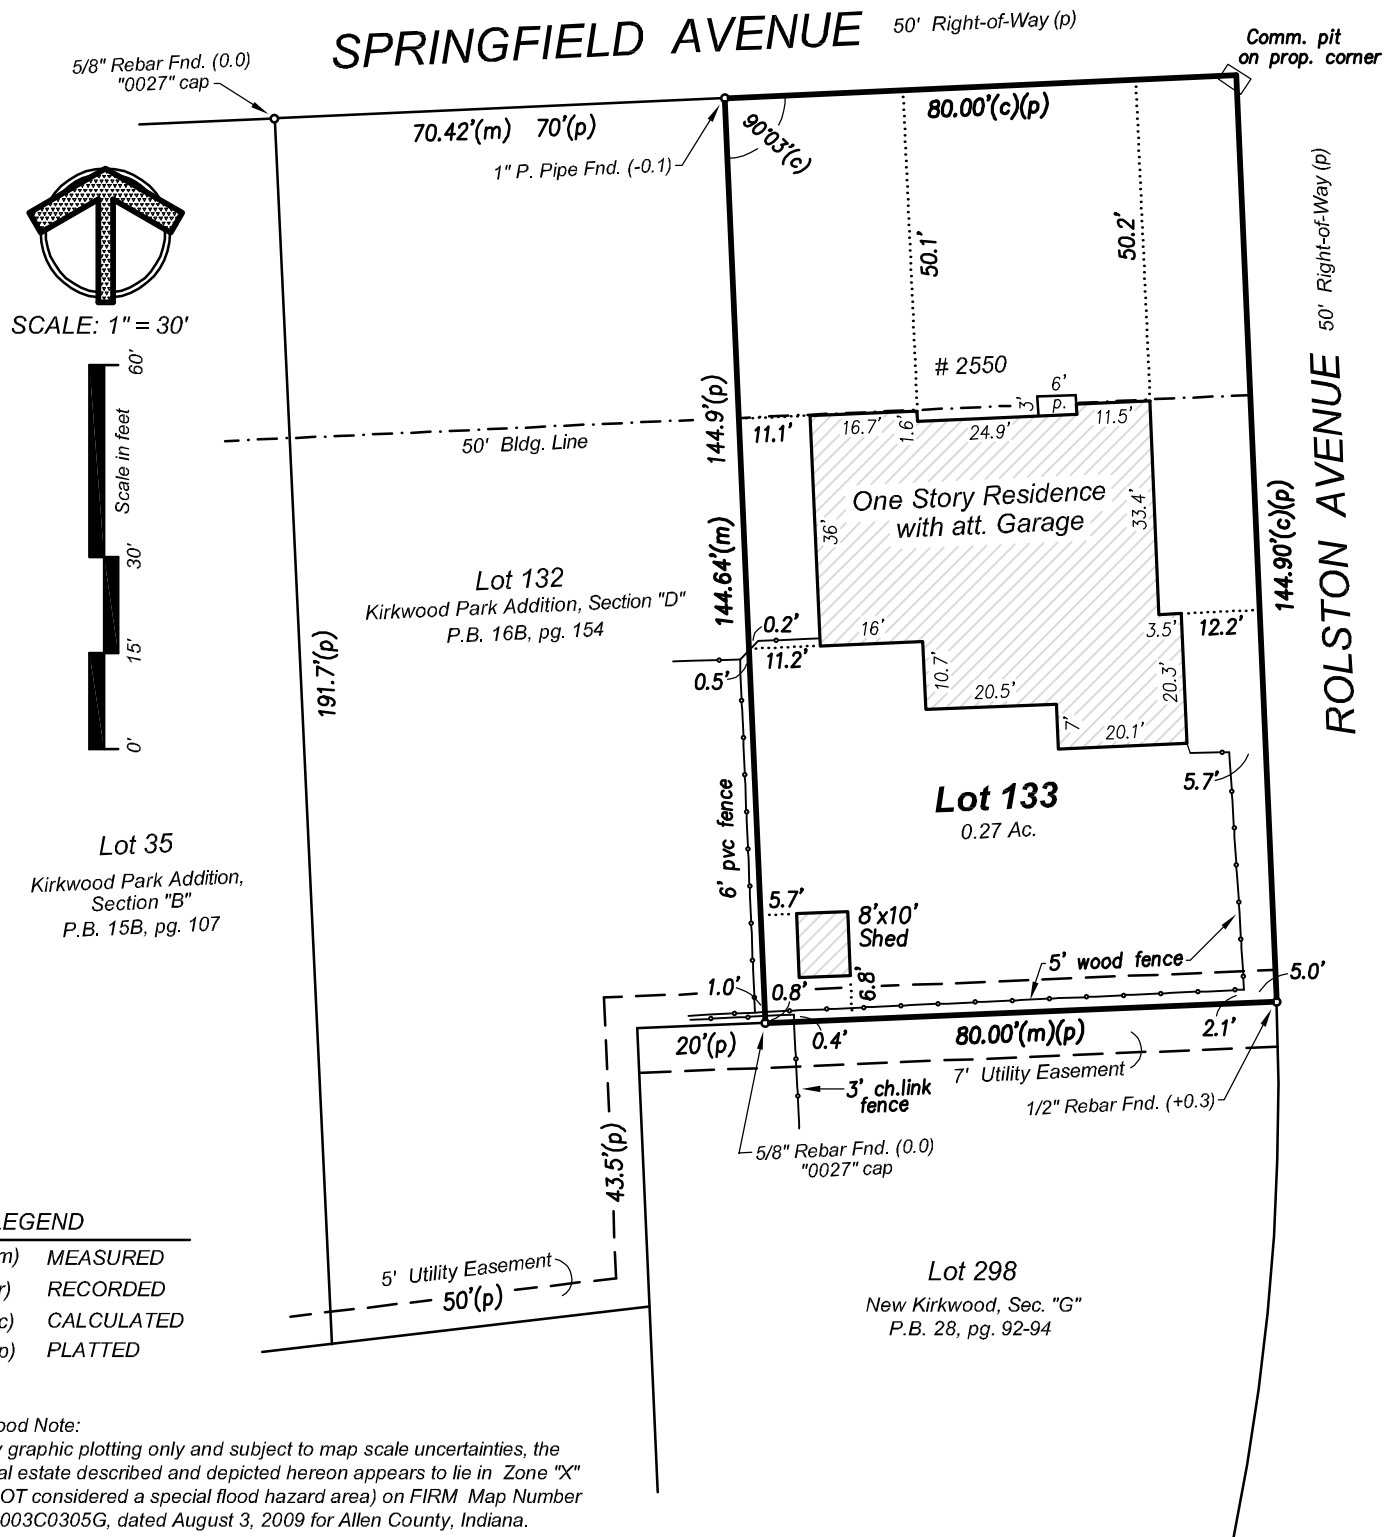 SPRINGFIELD AVENUE
50' Right-of-Way (p)
Comm. pit
on prop. corner
5/8" Rebar Fnd. (0.0)
"0027" cap
70.42'(m) 70'(p)
80.00'(c)(p)
90°03'(c)
1" P. Pipe Fnd. (-0.1)
50.1'
50.2'
ROLSTON AVENUE
50' Right-of-Way (p)
SCALE: 1" = 30'
60'
30'
15'
0'
Scale in feet
# 2550
6'
3'
p.
144.9'(p)
50' Bldg. Line
11.1'
16.7'
1.6'
24.9'
11.5'
One Story Residence
with att. Garage
36'
33.4'
144.64'(m)
144.90'(c)(p)
Lot 132
Kirkwood Park Addition, Section "D"
P.B. 16B, pg. 154
191.7'(p)
0.2'
16'
11.2'
0.5'
3.5'
12.2'
10.7'
20.5'
20.3'
7'
20.1'
5.7'
Lot 133
0.27 Ac.
6' pvc fence
Lot 35
Kirkwood Park Addition,
Section "B"
P.B. 15B, pg. 107
5.7'
8'x10'
Shed
6.8'
5' wood fence
5.0'
1.0'
0.8'
20'(p)
0.4'
80.00'(m)(p)
2.1'
7' Utility Easement
3' ch.link
fence
1/2" Rebar Fnd. (+0.3)
5/8" Rebar Fnd. (0.0)
"0027" cap
43.5'(p)
5' Utility Easement
50'(p)
Lot 298
New Kirkwood, Sec. "G"
P.B. 28, pg. 92-94
LEGEND
m) MEASURED
r) RECORDED
c) CALCULATED
p) PLATTED
ood Note:
y graphic plotting only and subject to map scale uncertainties, the
al estate described and depicted hereon appears to lie in Zone "X"
OT considered a special flood hazard area) on FIRM Map Number
003C0305G, dated August 3, 2009 for Allen County, Indiana.